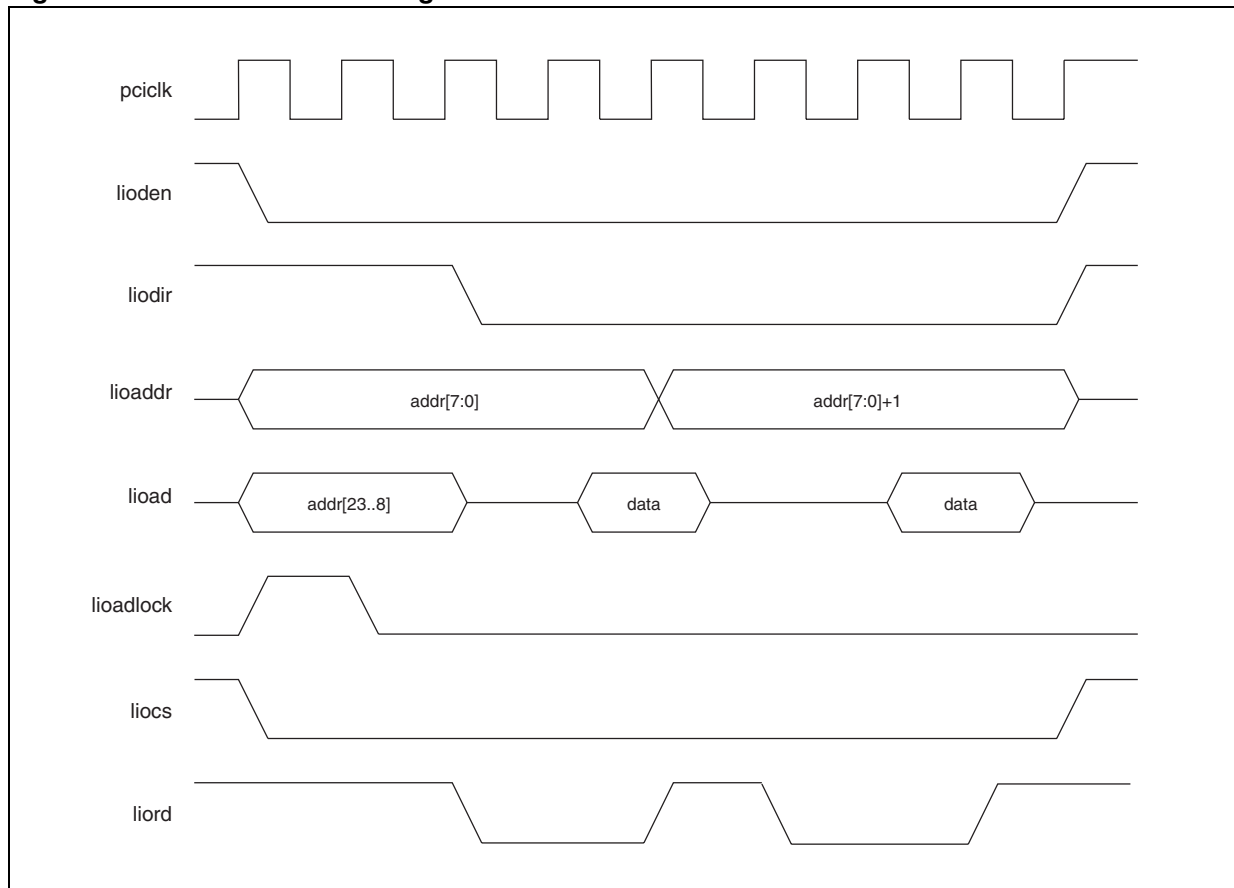 pciclk
lioden
liodir
lioaddr addr[7:0] addr[7:0]+1
lioad addr[23..8] data data
lioadlock
liocs
liord